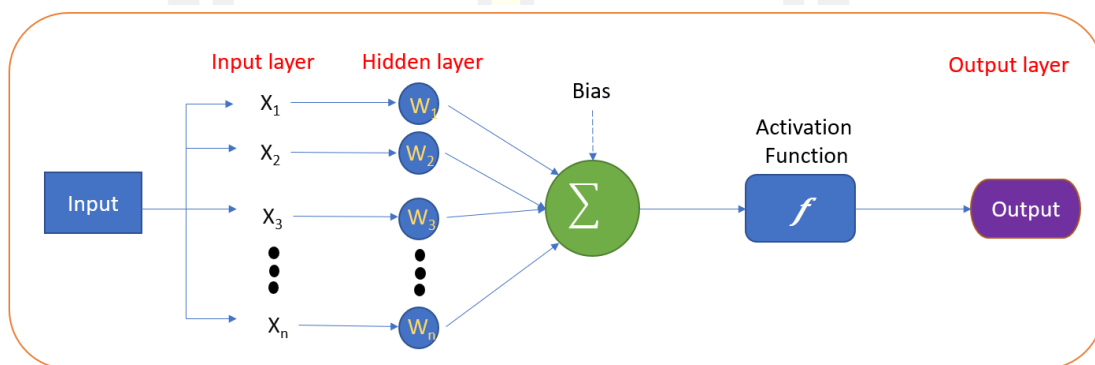 Input layer
Hidden layer
Output layer
Bias
Activation
Function
Input
X₁
W₁
X₂
W₂
X₃
W₃
Xₙ
Wₙ
∑
f
Output